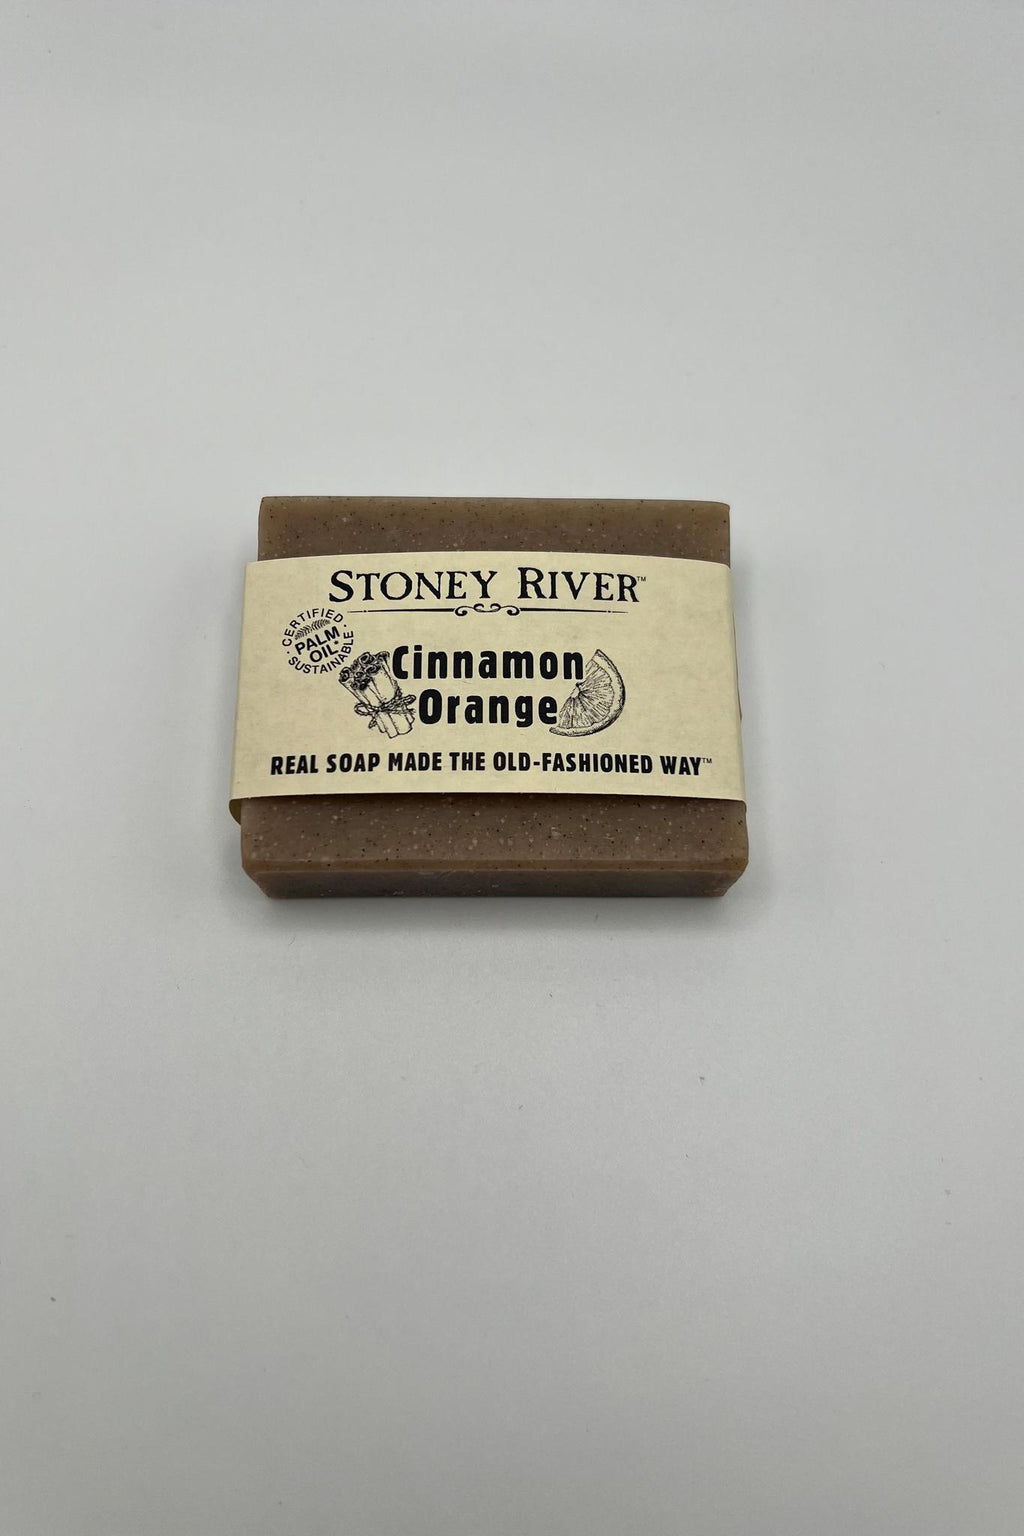 STONEY RIVER™
· CERTIFIED ·
PALM
OIL*
SUSTAINABLE
Cinnamon
Orange
REAL SOAP MADE THE OLD-FASHIONED WAY™